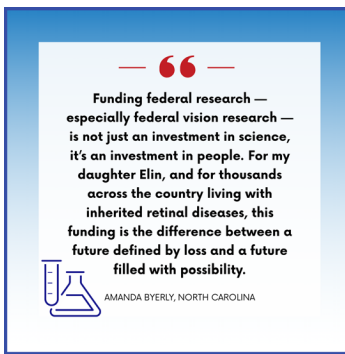 Funding federal research —
especially federal vision research —
is not just an investment in science,
it's an investment in people. For my
daughter Elin, and for thousands
across the country living with
inherited retinal diseases, this
funding is the difference between a
future defined by loss and a future
filled with possibility.
AMANDA BYERLY, NORTH CAROLINA